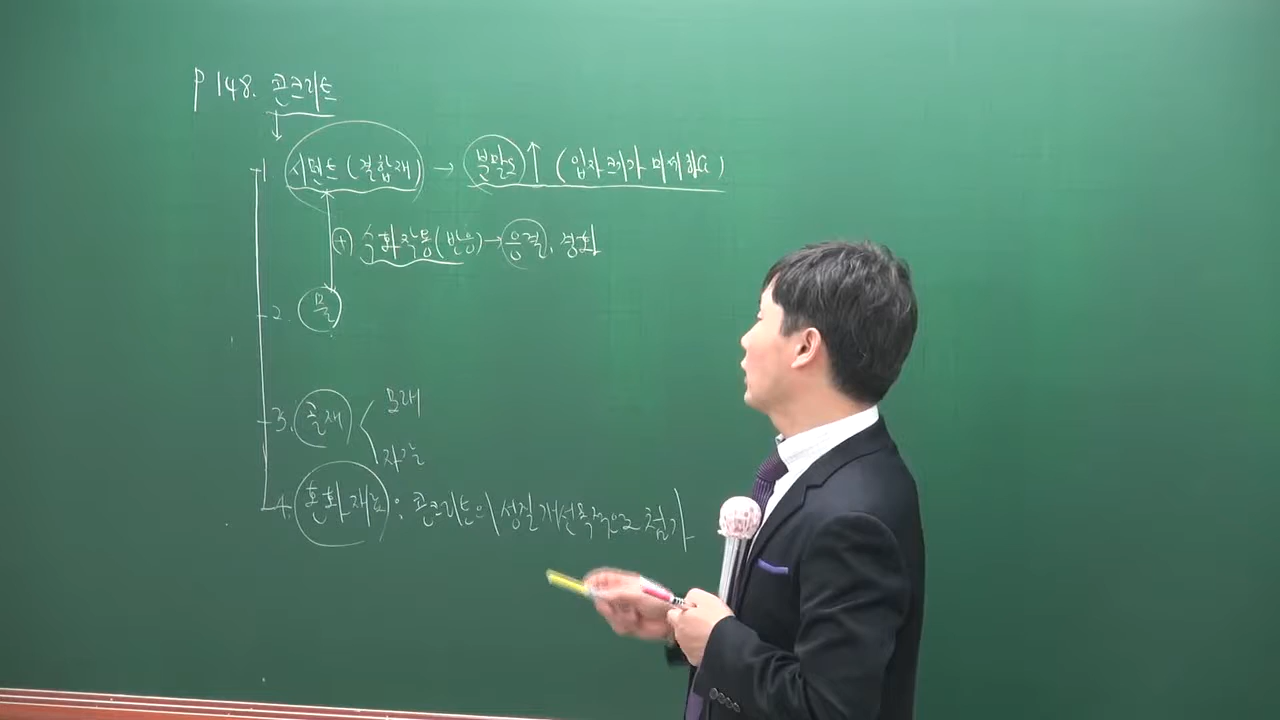 P 148. 콘크리트
1 시멘트(결합재) → 분말도↑ (입자크기가 미세하다)
(+) 수화작용(반응) → 응결, 경화
2. 물
3. 골재 < 모래
자갈
4. 혼화재료 : 콘크리트의 성질개선목적으로 첨가